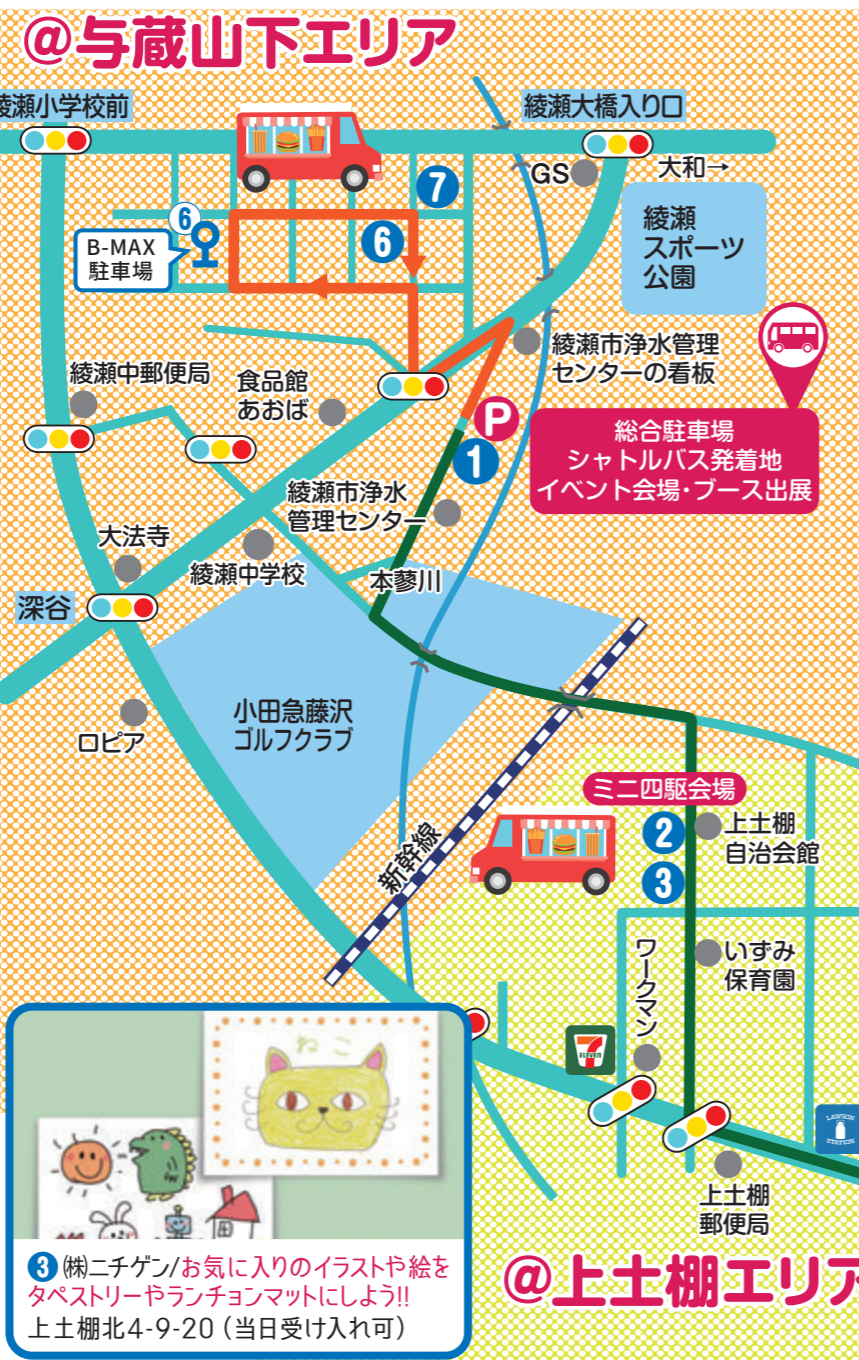 @与蔵山下エリア
綾瀬小学校前
綾瀬大橋入り口
GS
大和→
7
6
6
B-MAX
駐車場
綾瀬
スポーツ
公園
綾瀬市浄水管理
センターの看板
綾瀬中郵便局
食品館
あおば
P
1
総合駐車場
シャトルバス発着地
イベント会場・ブース出展
綾瀬市浄水
管理センター
大法寺
綾瀬中学校
本蓼川
深谷
小田急藤沢
ゴルフクラブ
ロピア
新幹線
ミニ四駆会場
2
3
上土棚
自治会館
ワークマン
いずみ
保育園
7
ELEVEN
LAWSON
STATION
上土棚
郵便局
ねこ
3 ㈱ニチゲン/お気に入りのイラストや絵を
タペストリーやランチョンマットにしよう!!
上土棚北4-9-20（当日受け入れ可）
@上土棚エリア